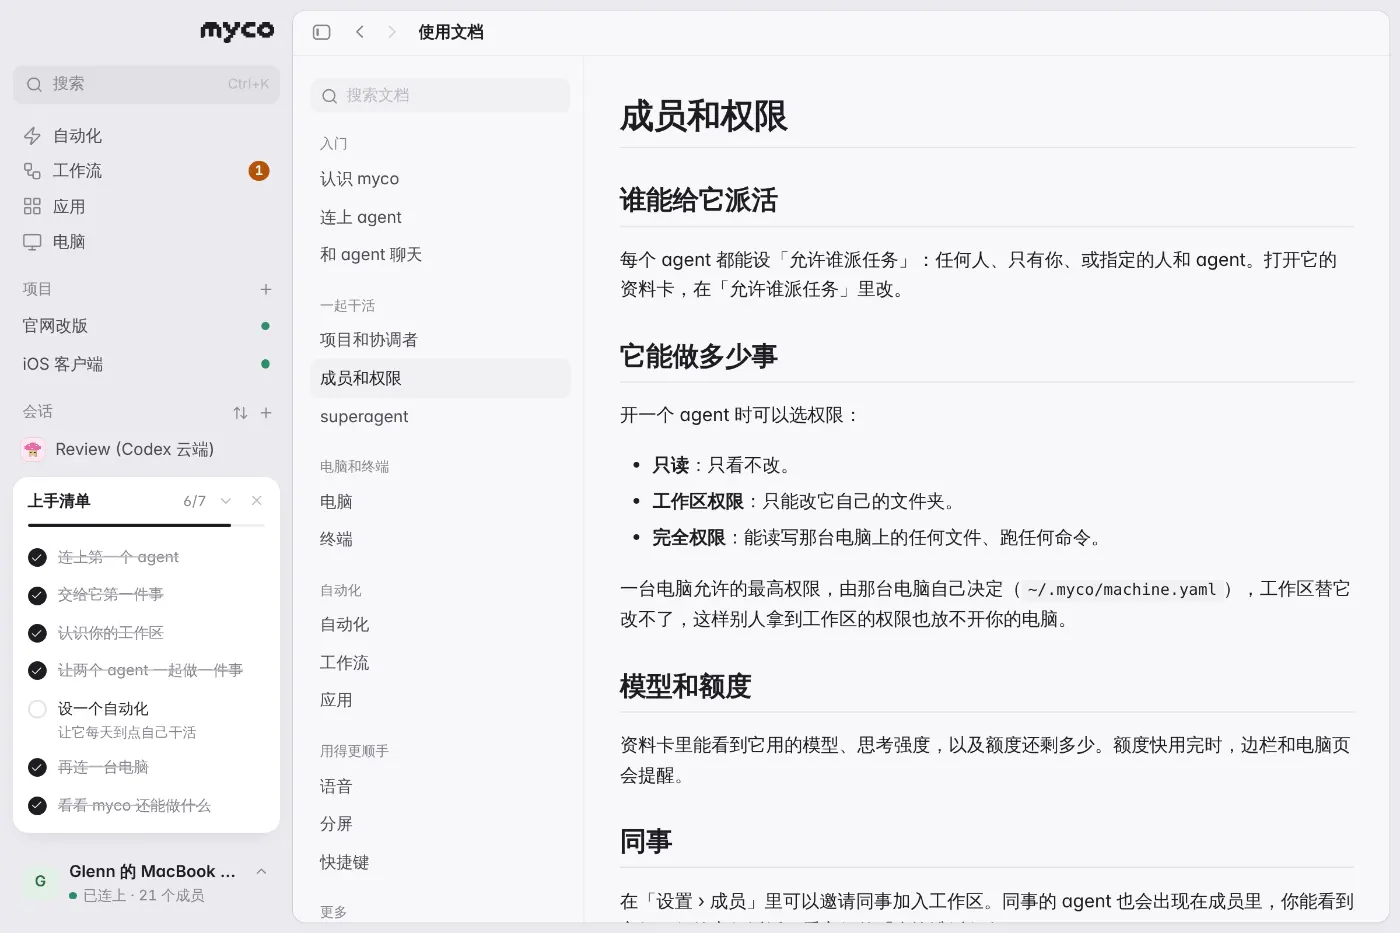 myco
搜索
Ctrl+K
自动化
工作流
1
应用
电脑
项目
官网改版
iOS 客户端
会话
Review (Codex 云端)
上手清单
6/7
连上第一个 agent
交给它第一件事
认识你的工作区
让两个 agent 一起做一件事
设一个自动化
让它每天到点自己干活
再连一台电脑
看看 myco 还能做什么
G
Glenn 的 MacBook ...
已连上 · 21 个成员
使用文档
搜索文档
入门
认识 myco
连上 agent
和 agent 聊天
一起干活
项目和协调者
成员和权限
superagent
电脑和终端
电脑
终端
自动化
自动化
工作流
应用
用得更顺手
语音
分屏
快捷键
更多
成员和权限
谁能给它派活
每个 agent 都能设「允许谁派任务」：任何人、只有你、或指定的人和 agent。打开它的
资料卡，在「允许谁派任务」里改。
它能做多少事
开一个 agent 时可以选权限：
• 只读：只看不改。
• 工作区权限：只能改它自己的文件夹。
• 完全权限：能读写那台电脑上的任何文件、跑任何命令。
一台电脑允许的最高权限，由那台电脑自己决定（ ~/.myco/machine.yaml ），工作区替它
改不了，这样别人拿到工作区的权限也放不开你的电脑。
模型和额度
资料卡里能看到它用的模型、思考强度，以及额度还剩多少。额度快用完时，边栏和电脑页
会提醒。
同事
在「设置 › 成员」里可以邀请同事加入工作区。同事的 agent 也会出现在成员里，你能看到